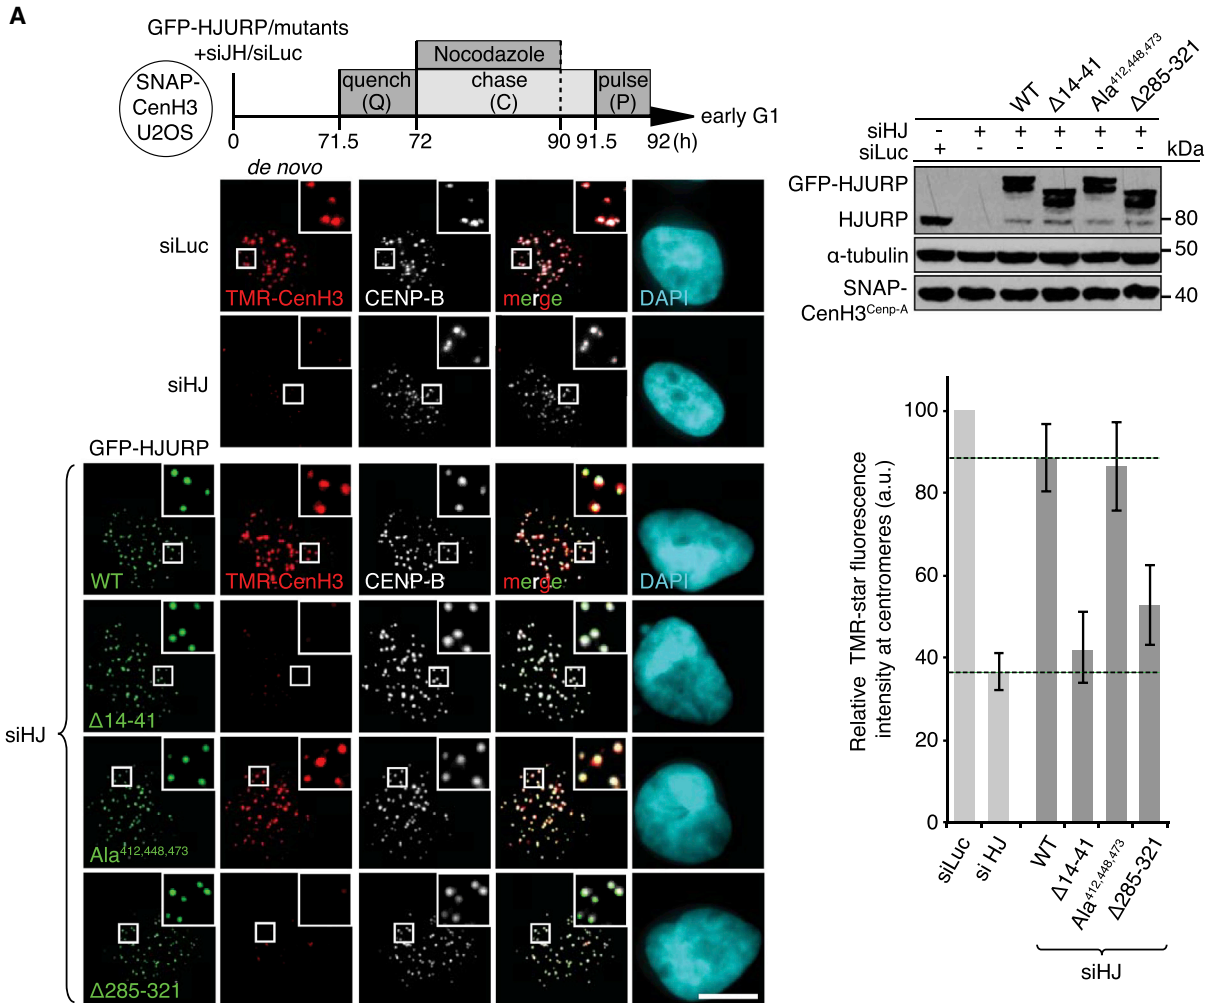 A
GFP-HJURP/mutants
+siJH/siLuc
SNAP-
CenH3
U2OS
Nocodazole
quench
(Q)
chase
(C)
pulse
(P)
early G1
0 71.5 72 90 91.5 92(h)
de novo
siLuc
TMR-CenH3 CENP-B merge DAPI
siHJ
GFP-HJURP
WT TMR-CenH3 CENP-B merge DAPI
Δ14-41
siHJ
Ala412,448,473
Δ285-321
WT Δ14-41 Ala412,448,473 Δ285-321
siHJ - + + + + +
siLuc + - - - - - kDa
GFP-HJURP
HJURP 80
α-tubulin 50
SNAP-
CenH3Cenp-A 40
Relative TMR-star fluorescence
intensity at centromeres (a.u.)
100
80
60
40
20
0
siLuc si HJ WT Δ14-41 Ala412,448,473 Δ285-321
siHJ